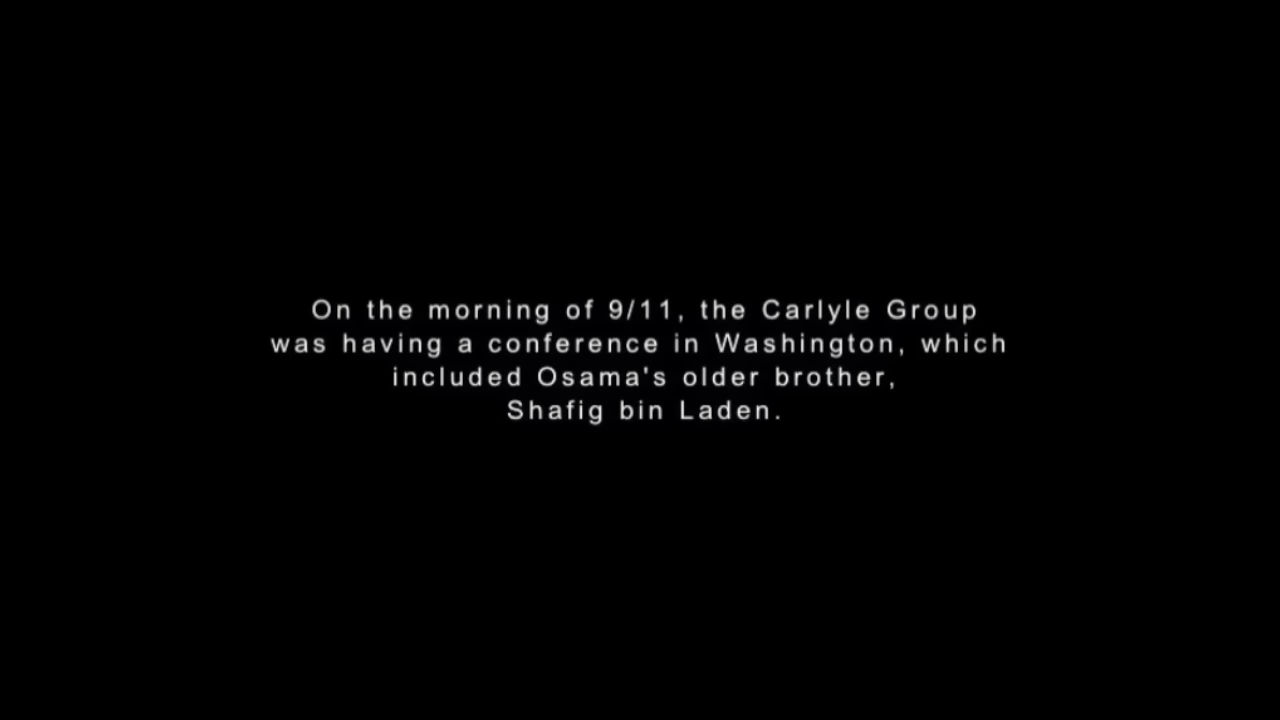 On the morning of 9/11, the Carlyle Group
was having a conference in Washington, which
included Osama's older brother,
Shafig bin Laden.